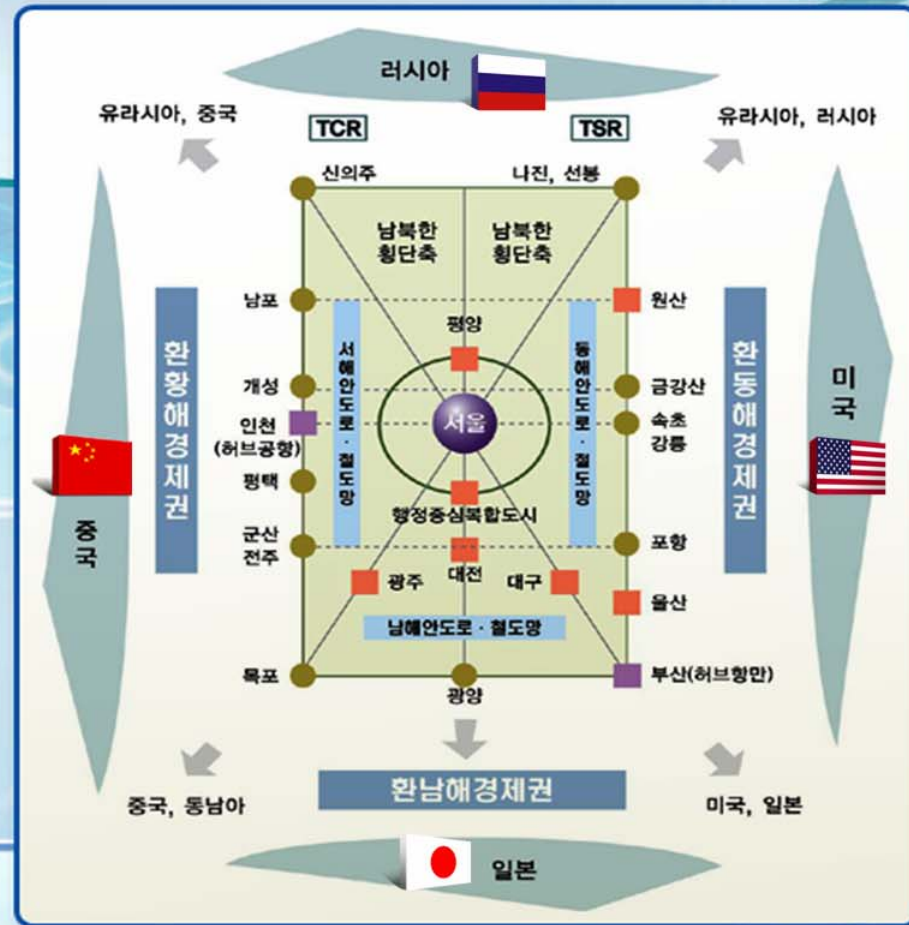 러시아
유라시아, 중국
TCR
TSR
유라시아, 러시아
신의주
나진, 선봉
남북한
횡단축
남북한
횡단축
남포
원산
평양
환황해경제권
서해안도로·철도망
동해안도로·철도망
환동해경제권
미국
개성
금강산
인천
(허브공항)
서울
속초
강릉
평택
중국
행정중심복합도시
군산
전주
대전
포항
광주
대구
울산
남해안도로·철도망
목포
광양
부산(허브항만)
환남해경제권
중국, 동남아
미국, 일본
일본